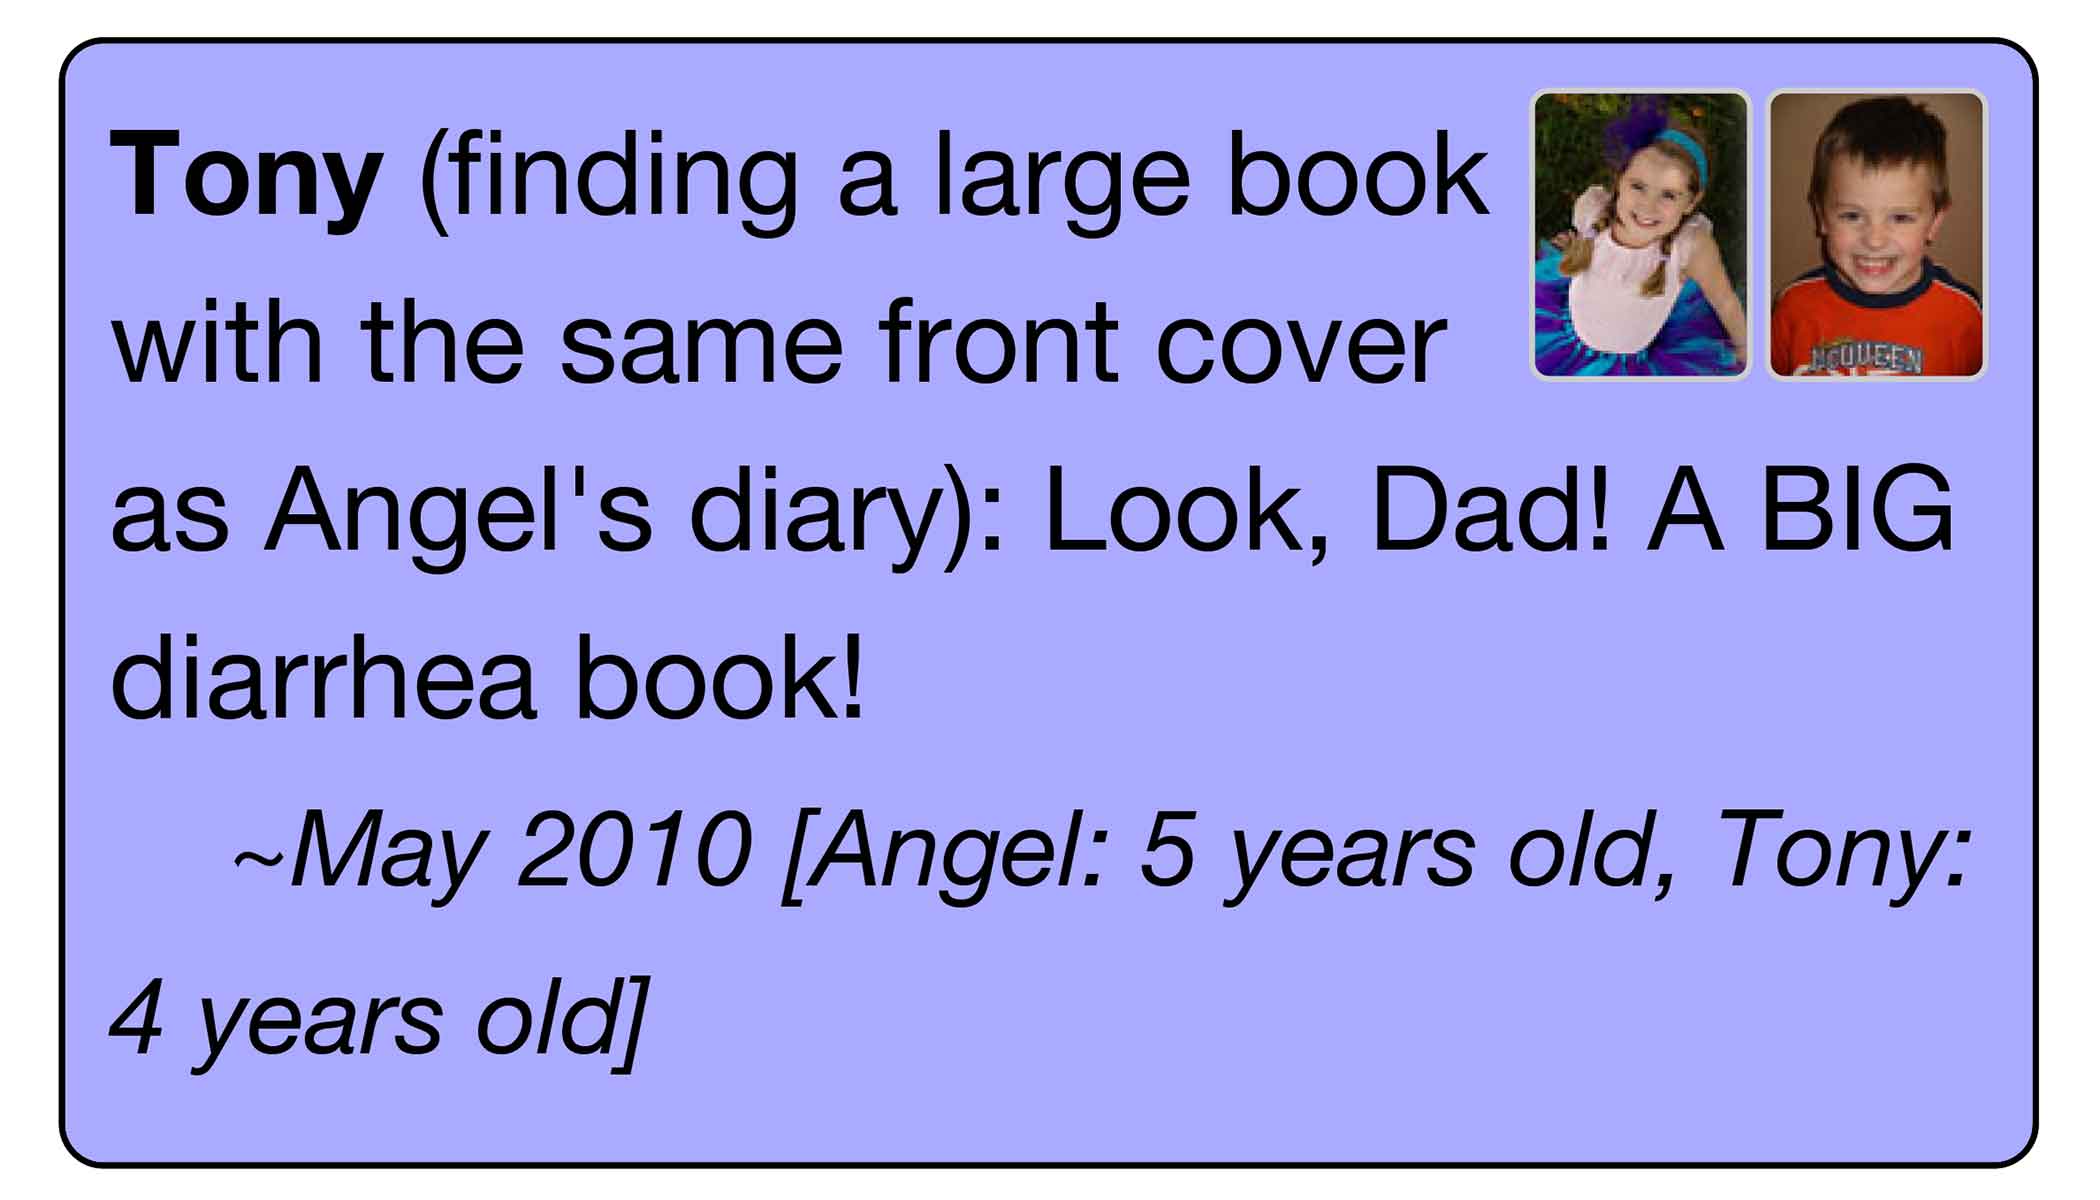 Tony (finding a large book
with the same front cover
as Angel's diary): Look, Dad! A BIG
diarrhea book!
~May 2010 [Angel: 5 years old, Tony:
4 years old]
MCQUEEN